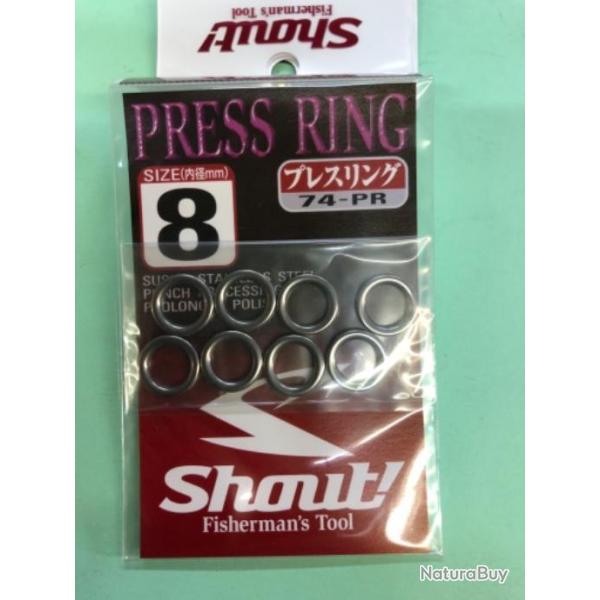 Shout!
Fisherman's Tool
PRESS RING
SIZE(内径mm)
8
プレスリング
74-PR
STEEL
Shout!
Fisherman's Tool
NaturaBuy